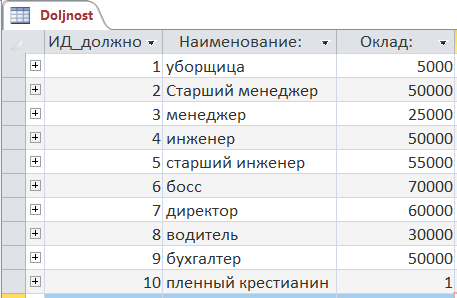 Doljnost
ИД_должно Наименование: Оклад:
1 уборщица 5000
2 Старший менеджер 50000
3 менеджер 25000
4 инженер 50000
5 старший инженер 55000
6 босс 70000
7 директор 60000
8 водитель 30000
9 бухгалтер 50000
10 пленный крестианин 1